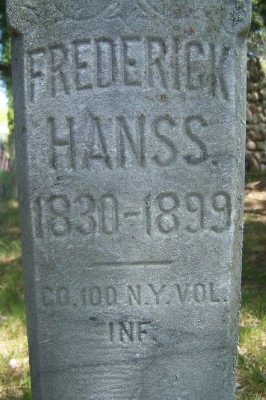 FREDERICK
HANSS.
1830-1899
CO. 100 N.Y. VOL.
INF.